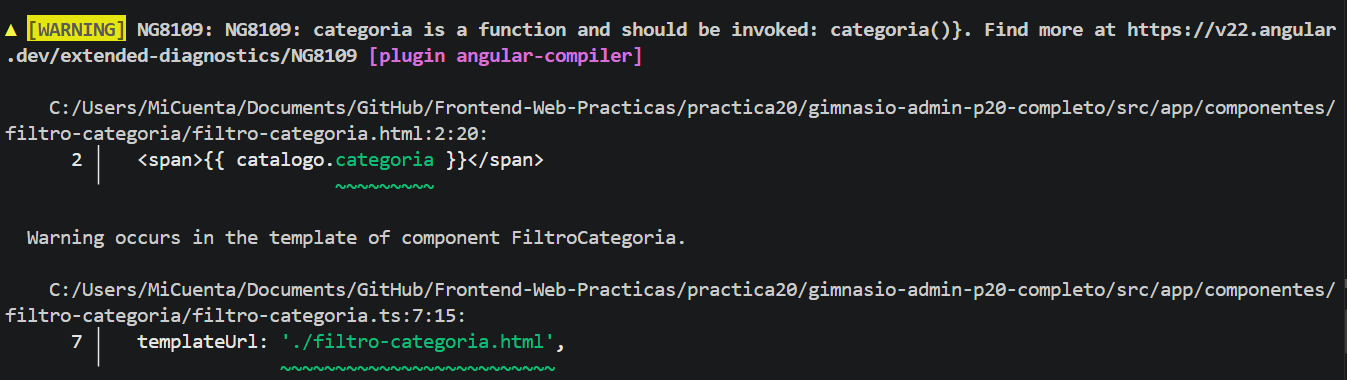 ▲ [WARNING] NG8109: NG8109: categoria is a function and should be invoked: categoria()}. Find more at https://v22.angular
.dev/extended-diagnostics/NG8109 [plugin angular-compiler]
C:/Users/MiCuenta/Documents/GitHub/Frontend-Web-Practicas/practica20/gimnasio-admin-p20-completo/src/app/componentes/
filtro-categoria/filtro-categoria.html:2:20:
2 │ <span>{{ catalogo.categoria }}</span>
~~~~~~~~~
Warning occurs in the template of component FiltroCategoria.
C:/Users/MiCuenta/Documents/GitHub/Frontend-Web-Practicas/practica20/gimnasio-admin-p20-completo/src/app/componentes/
filtro-categoria/filtro-categoria.ts:7:15:
7 │ templateUrl: './filtro-categoria.html',
~~~~~~~~~~~~~~~~~~~~~~~~~